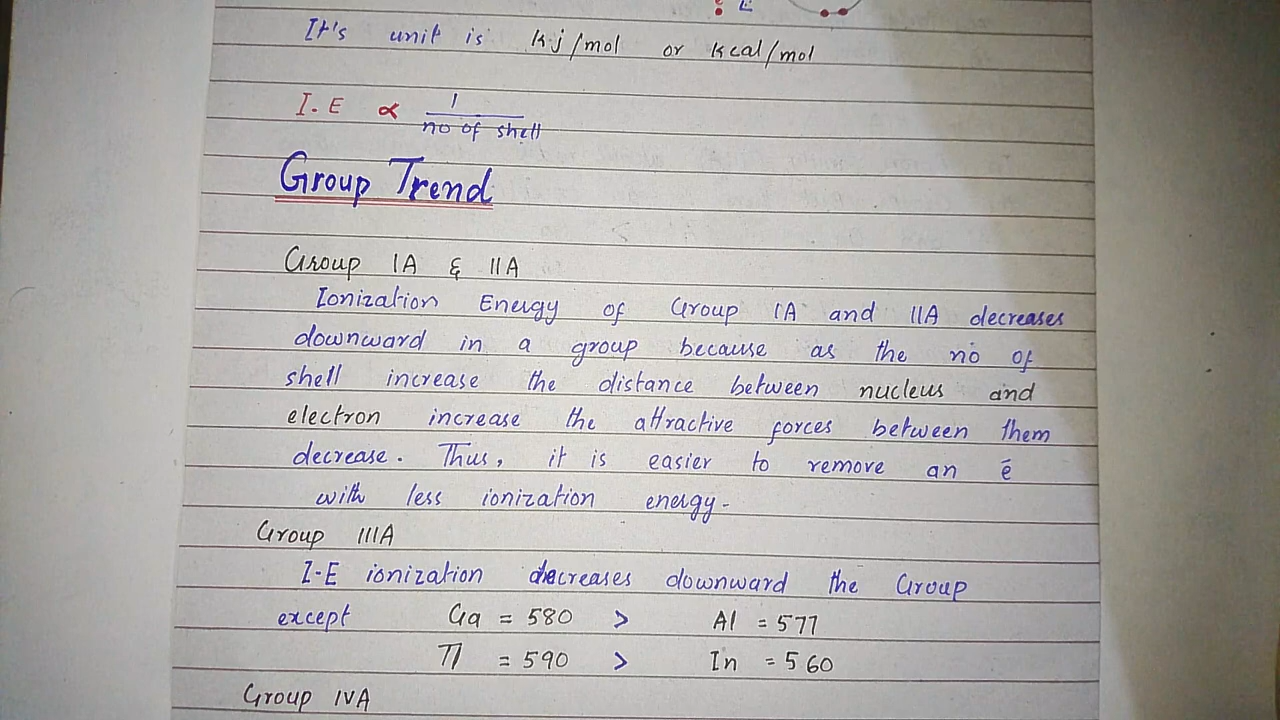 It's unit is kj/mol or kcal/mol
I.E ∝ 1/no of shell
Group Trend
Group IA & IIA
Ionization Energy of Group IA and IIA decreases
downward in a group because as the no of
shell increase the distance between nucleus and
electron increase the attractive forces between them
decrease. Thus, it is easier to remove an ē
with less ionization energy.
Group IIIA
I-E ionization decreases downward the Group
except Ga = 580 > Al = 577
Tl = 590 > In = 560
Group IVA